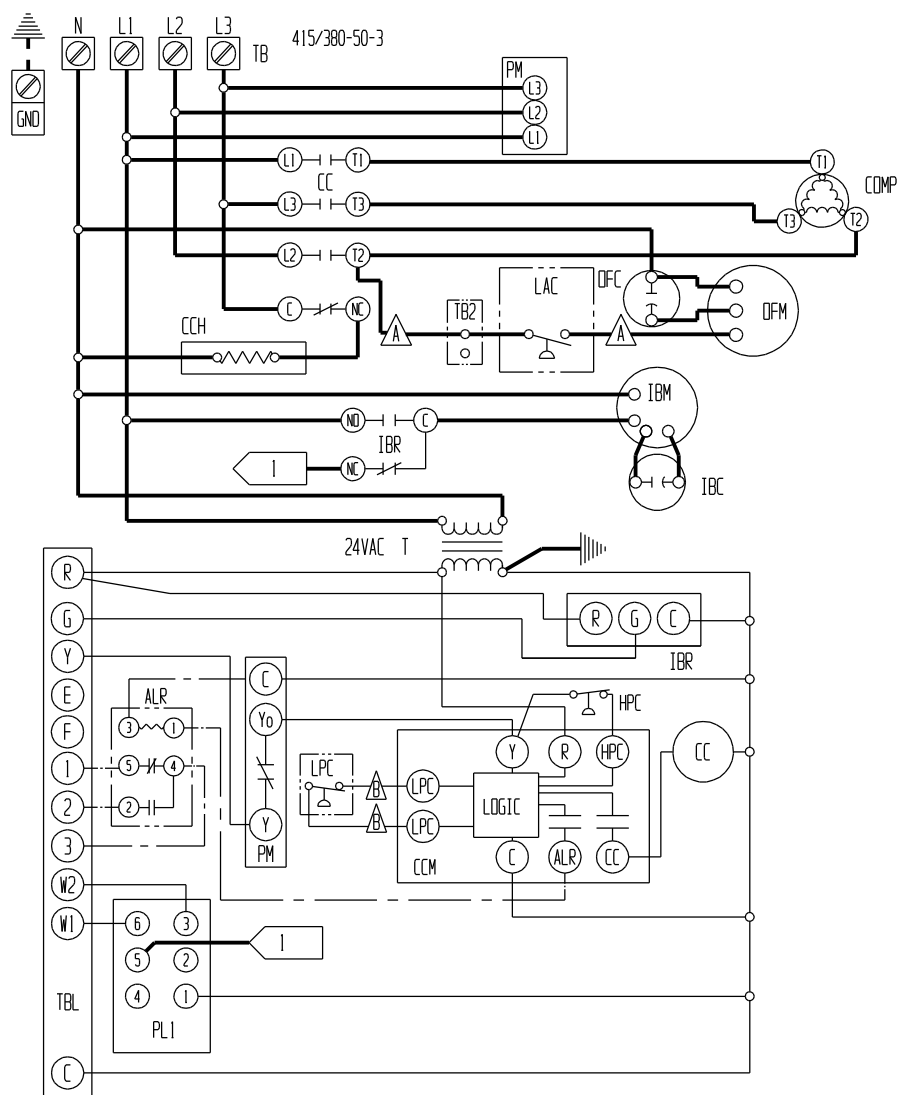 N L1 L2 L3
TB 415/380-50-3
GND
PM
L3
L2
L1
L1 T1 T1
CC COMP
L3 T3 T3 T2
L2 T2
OFC
LAC
C NC
TB2 OFM
CCH
A A
IBM
NO C
IBR
1 NC
IBC
24VAC T
R
R G C
G
IBR
Y
C
E
ALR
HPC
F
3 1
Yo
Y R HPC
CC
1
5 4
LPC
B LPC
LOGIC
2
2
B LPC
Y
3
PM
CCM
C ALR CC
W2
W1
6 3
1
5 2
4 1
TBL
PL1
C